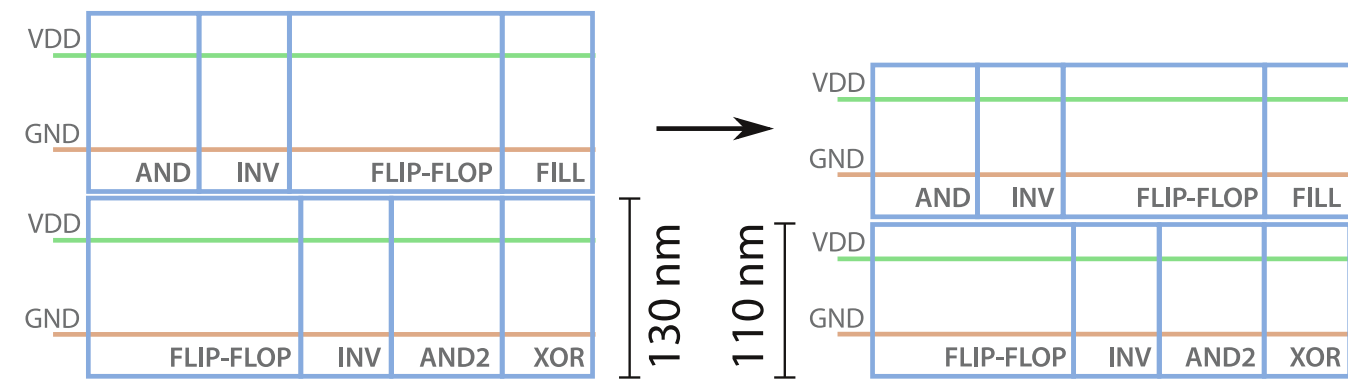 VDD
GND
AND INV FLIP-FLOP FILL
VDD
GND
FLIP-FLOP INV AND2 XOR
130 nm
110 nm
VDD
GND
AND INV FLIP-FLOP FILL
VDD
GND
FLIP-FLOP INV AND2 XOR